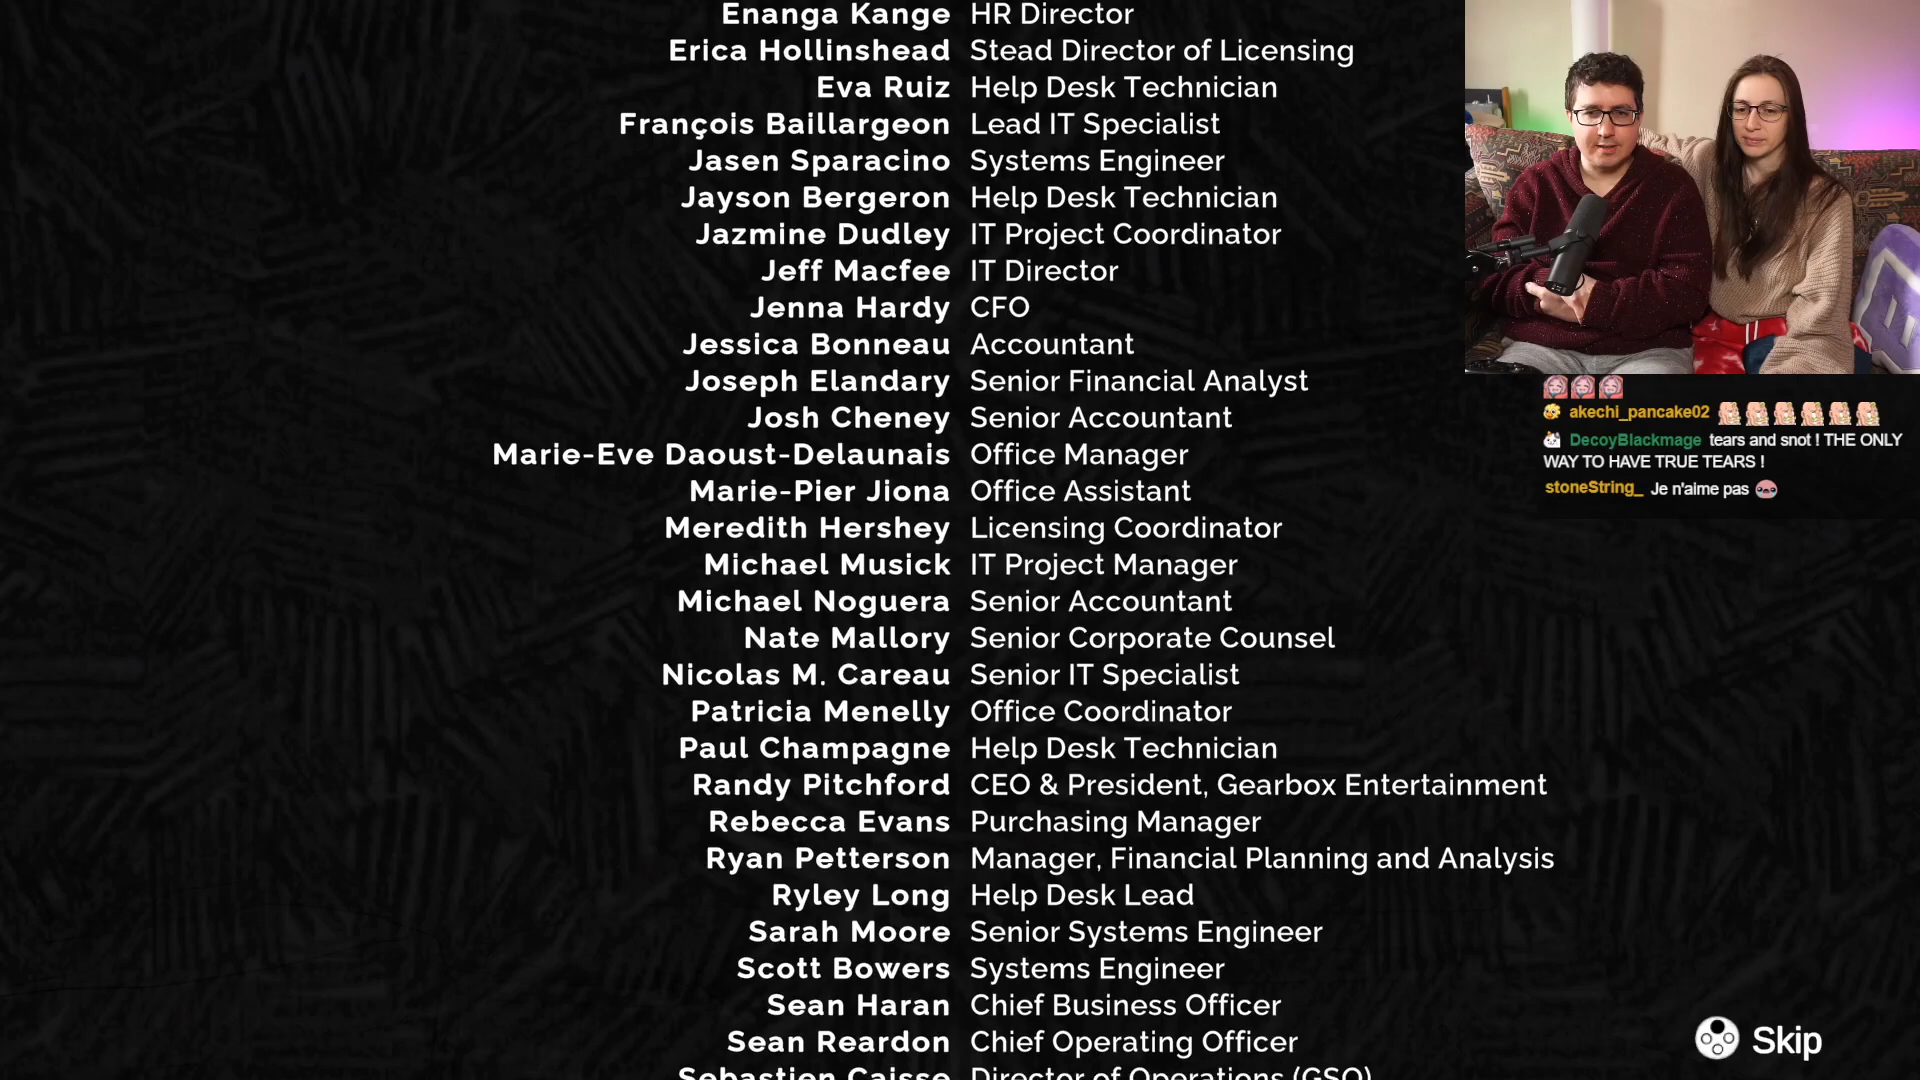 Enanga Kange HR Director
Erica Hollinshead Stead Director of Licensing
Eva Ruiz Help Desk Technician
François Baillargeon Lead IT Specialist
Jasen Sparacino Systems Engineer
Jayson Bergeron Help Desk Technician
Jazmine Dudley IT Project Coordinator
Jeff Macfee IT Director
Jenna Hardy CFO
Jessica Bonneau Accountant
Joseph Elandary Senior Financial Analyst
Josh Cheney Senior Accountant
Marie-Eve Daoust-Delaunais Office Manager
Marie-Pier Jiona Office Assistant
Meredith Hershey Licensing Coordinator
Michael Musick IT Project Manager
Michael Noguera Senior Accountant
Nate Mallory Senior Corporate Counsel
Nicolas M. Careau Senior IT Specialist
Patricia Menelly Office Coordinator
Paul Champagne Help Desk Technician
Randy Pitchford CEO & President, Gearbox Entertainment
Rebecca Evans Purchasing Manager
Ryan Petterson Manager, Financial Planning and Analysis
Ryley Long Help Desk Lead
Sarah Moore Senior Systems Engineer
Scott Bowers Systems Engineer
Sean Haran Chief Business Officer
Sean Reardon Chief Operating Officer
Sebastien Caisse Director of Operations (GSO)
akechi_pancake02
DecoyBlackmage tears and snot ! THE ONLY
WAY TO HAVE TRUE TEARS !
stoneString_ Je n'aime pas
Skip